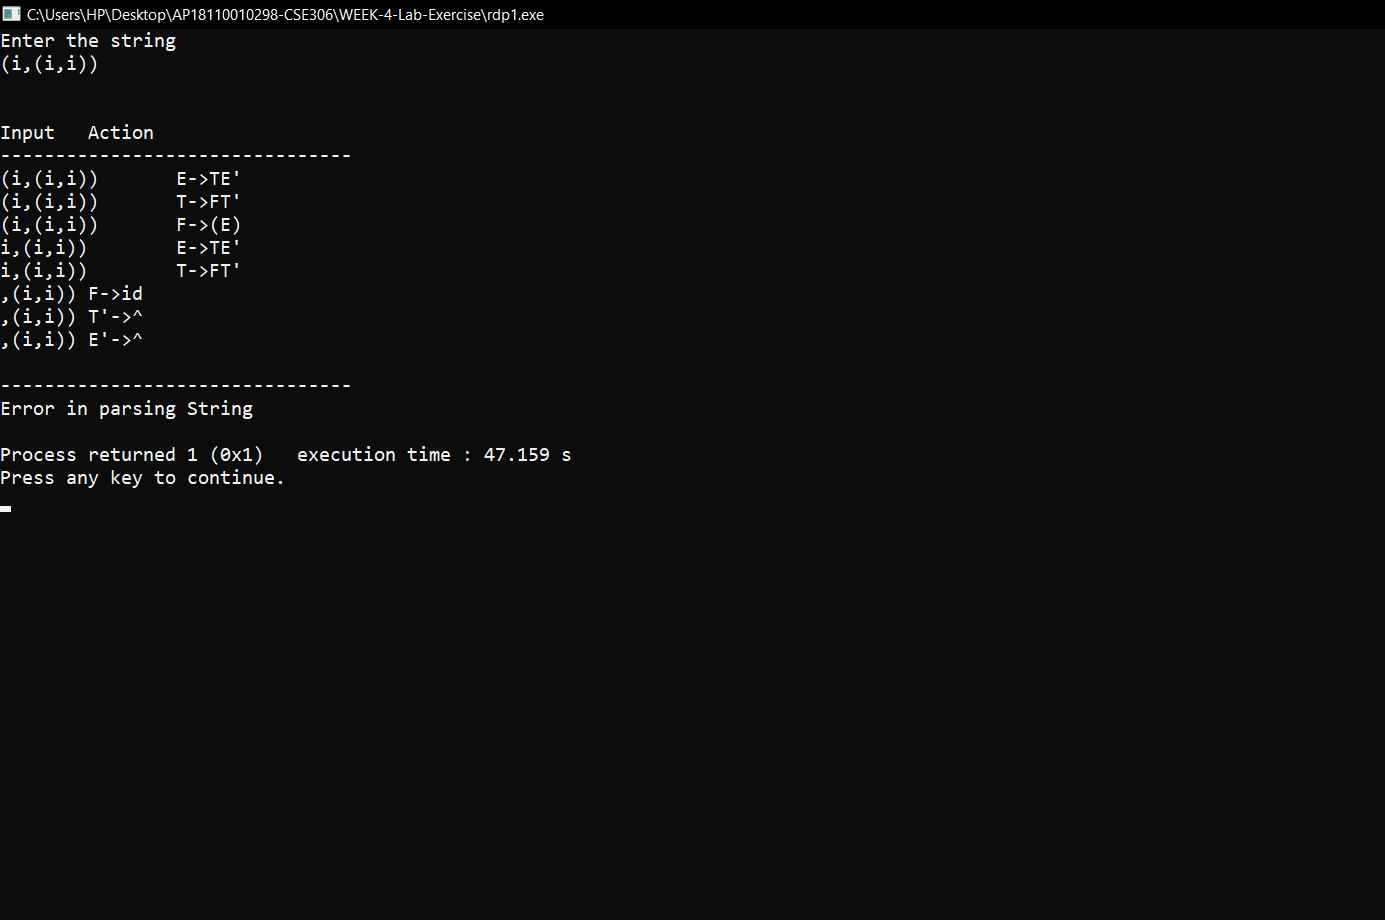 C:\Users\HP\Desktop\AP18110010298-CSE306\WEEK-4-Lab-Exercise\rdp1.exe
Enter the string
(i,(i,i))
Input   Action
--------------------------------
(i,(i,i))       E->TE'
(i,(i,i))       T->FT'
(i,(i,i))       F->(E)
i,(i,i))        E->TE'
i,(i,i))        T->FT'
,(i,i)) F->id
,(i,i)) T'->^
,(i,i)) E'->^
--------------------------------
Error in parsing String
Process returned 1 (0x1)   execution time : 47.159 s
Press any key to continue.